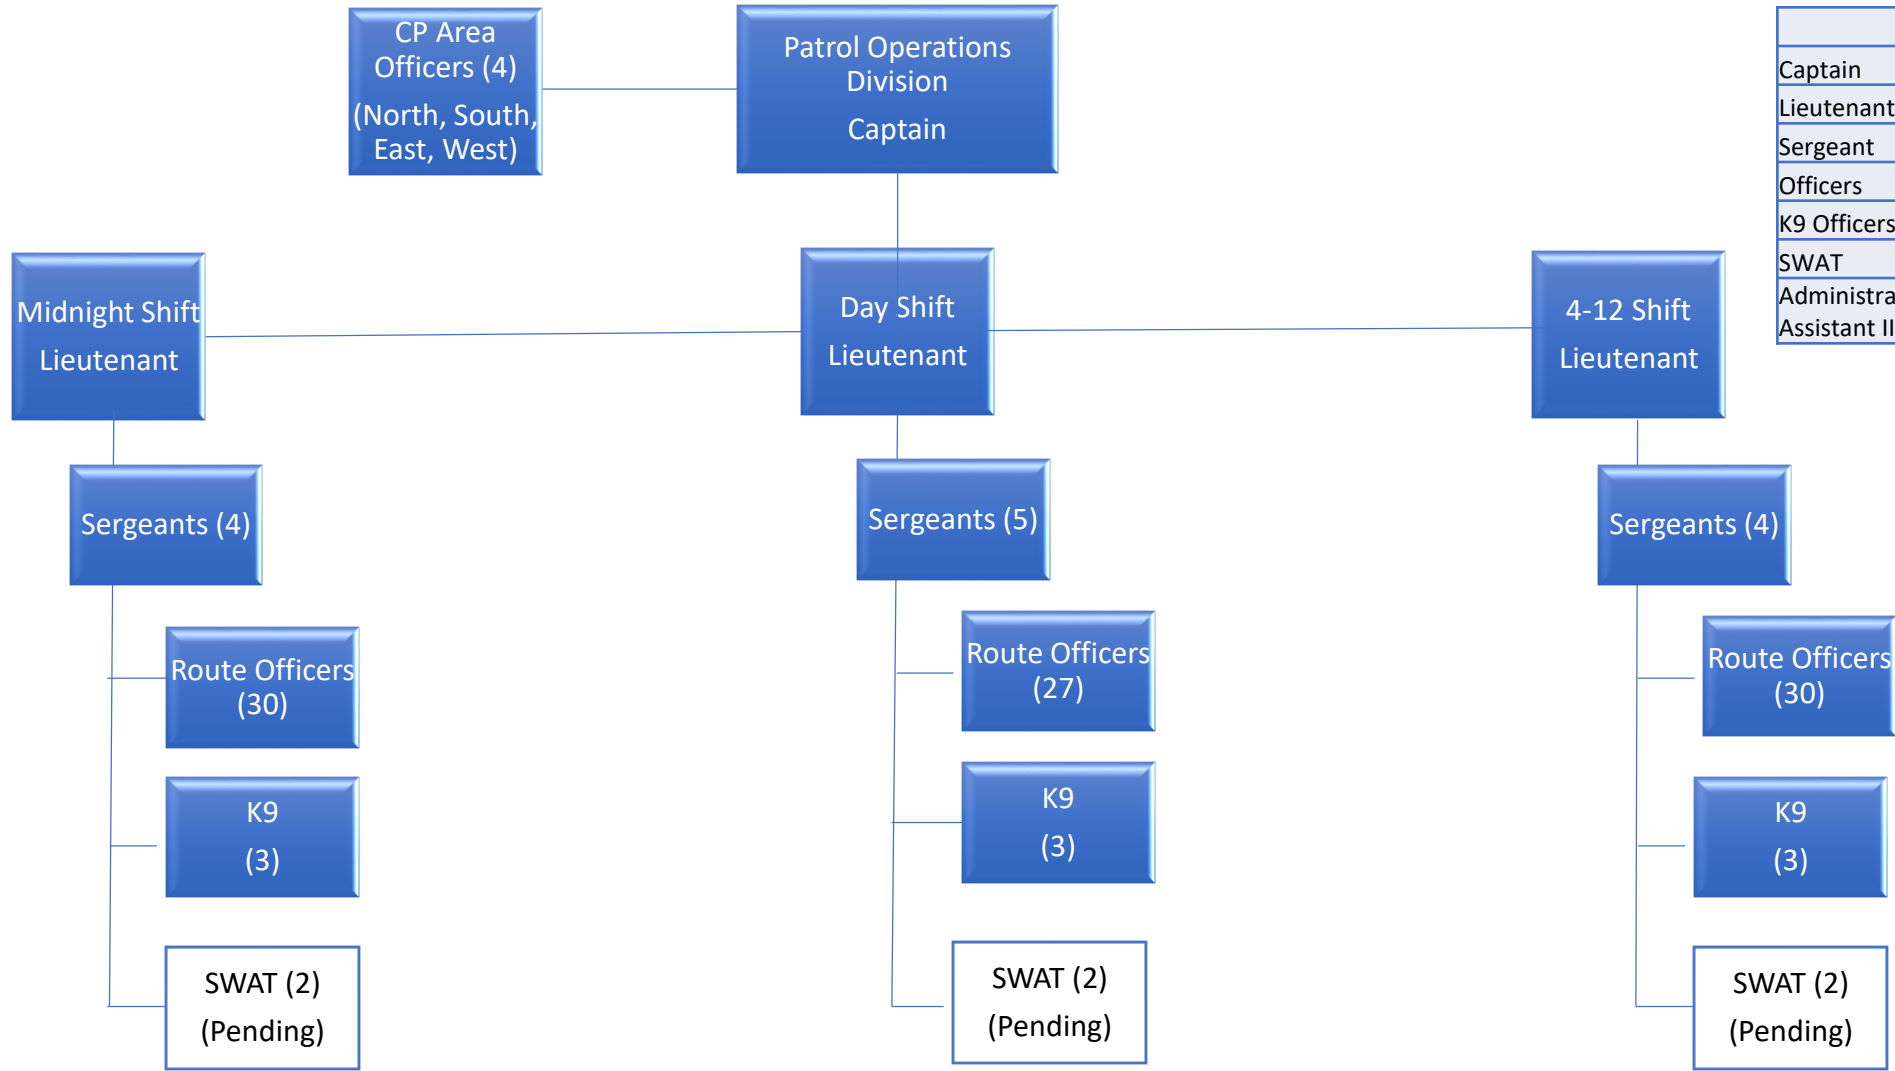 CP Area
Officers (4)
(North, South,
East, West)
Patrol Operations
Division
Captain
Captain
Lieutenant
Sergeant
Officers
K9 Officers
SWAT
Assistant II
Midnight Shift
Lieutenant
Day Shift
Lieutenant
4-12 Shift
Lieutenant
Sergeants (4)
Sergeants (5)
Sergeants (4)
Route Officers
(30)
Route Officers
(27)
Route Officers
(30)
K9
(3)
K9
(3)
K9
(3)
SWAT (2)
(Pending)
SWAT (2)
(Pending)
SWAT (2)
(Pending)